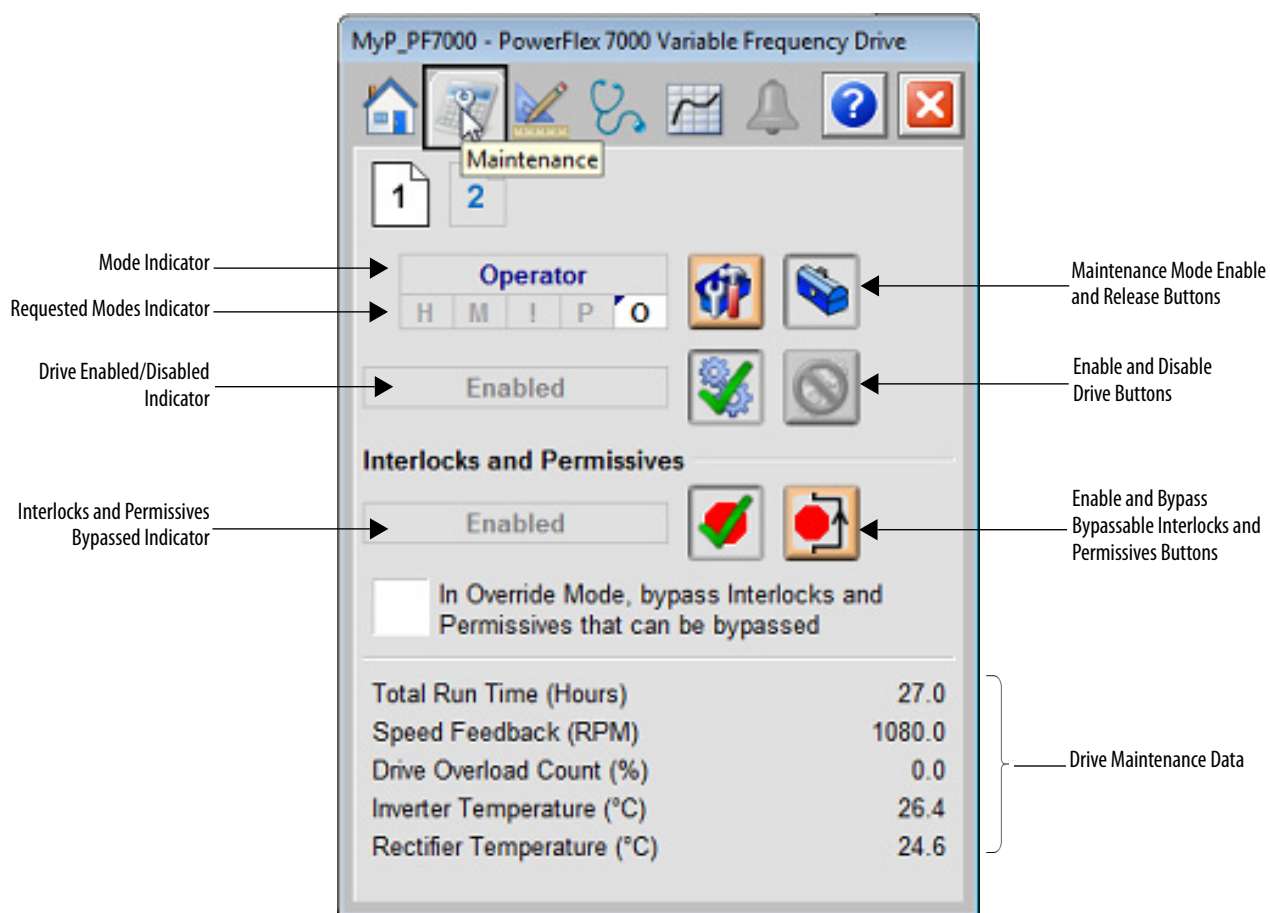 MyP_PF7000 - PowerFlex 7000 Variable Frequency Drive
?
Maintenance
1 2
Mode Indicator
Operator
Maintenance Mode Enable
and Release Buttons
Requested Modes Indicator
H M ! P O
Drive Enabled/Disabled
Indicator
Enabled
Enable and Disable
Drive Buttons
Interlocks and Permissives
Interlocks and Permissives
Bypassed Indicator
Enabled
Enable and Bypass
Bypassable Interlocks and
Permissives Buttons
In Override Mode, bypass Interlocks and
Permissives that can be bypassed
Total Run Time (Hours) 27.0
Speed Feedback (RPM) 1080.0
Drive Overload Count (%) 0.0
Inverter Temperature (°C) 26.4
Rectifier Temperature (°C) 24.6
Drive Maintenance Data